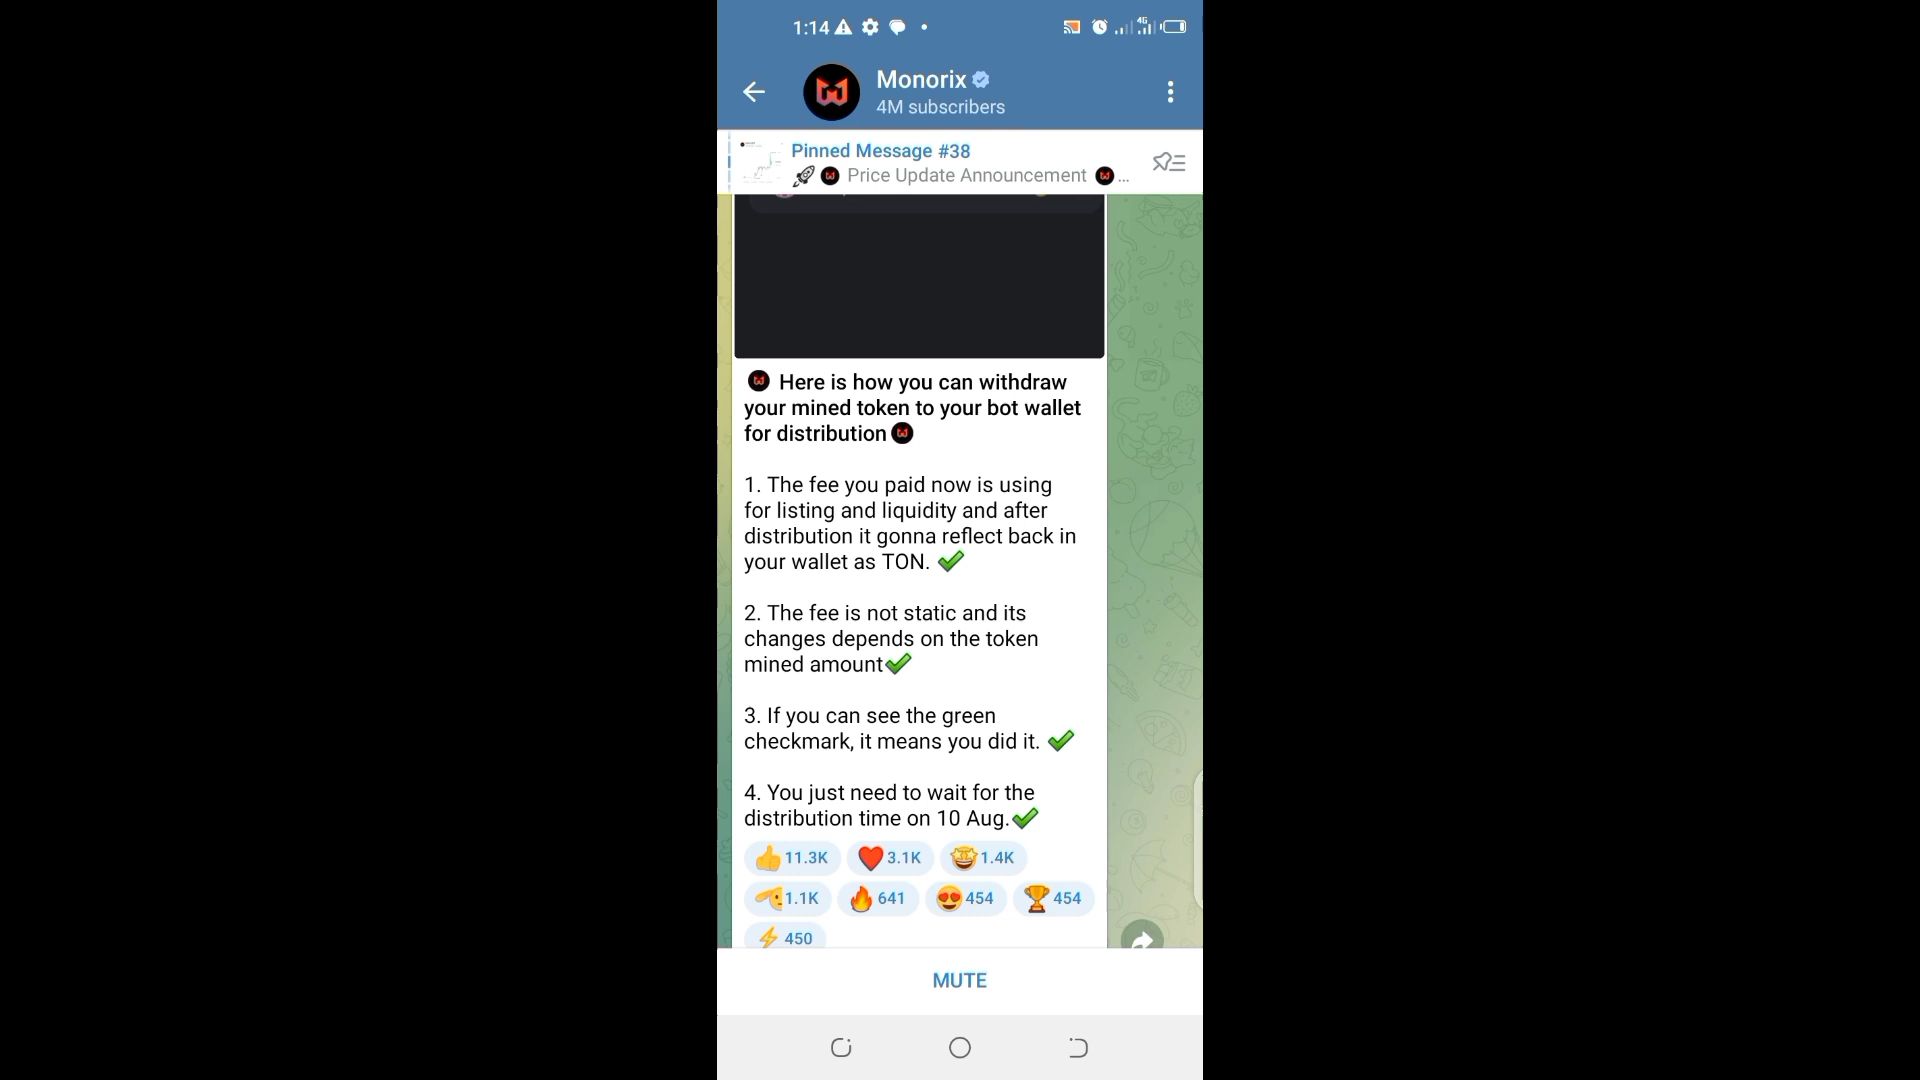 1:14
4G
Monorix
4M subscribers
Pinned Message #38
🚀 Price Update Announcement ...
Here is how you can withdraw
your mined token to your bot wallet
for distribution
1. The fee you paid now is using
for listing and liquidity and after
distribution it gonna reflect back in
your wallet as TON. ✔
2. The fee is not static and its
changes depends on the token
mined amount✔
3. If you can see the green
checkmark, it means you did it. ✔
4. You just need to wait for the
distribution time on 10 Aug.✔
👍 11.3K ❤ 3.1K 🤩 1.4K
🫡 1.1K 🔥 641 😍 454 🏆 454
⚡ 450
MUTE